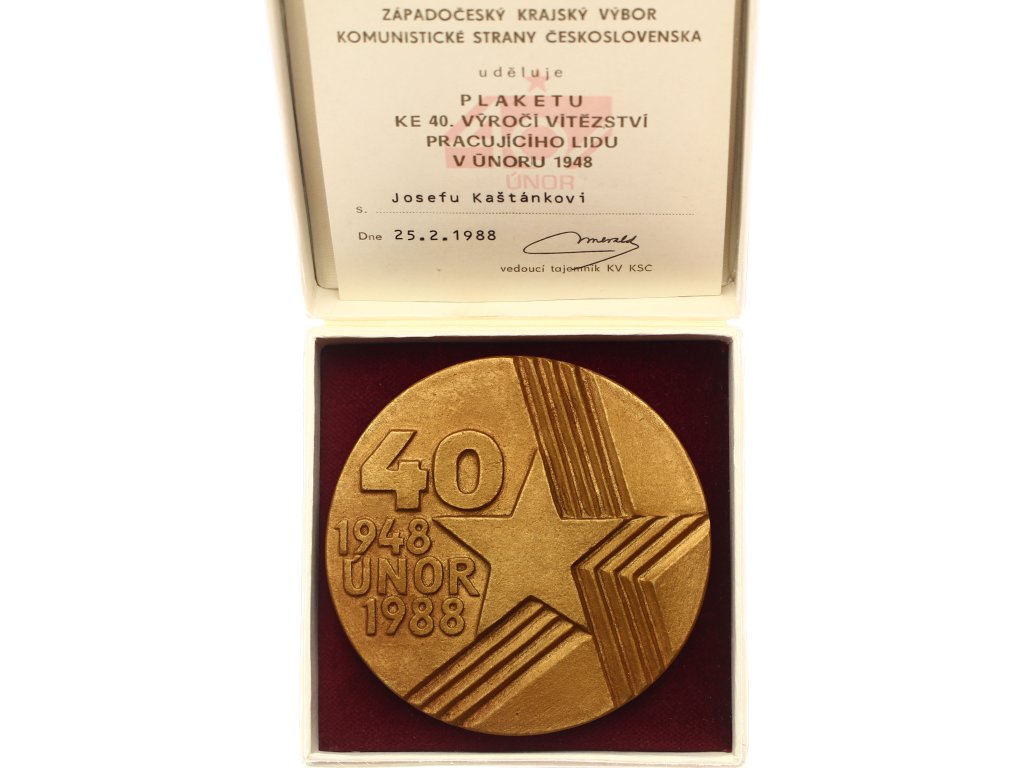 ZÁPADOČESKÝ KRAJSKÝ VÝBOR
KOMUNISTICKÉ STRANY ČESKOSLOVENSKA
uděluje
PLAKETU
KE 40. VÝROČÍ VÍTĚZSTVÍ
PRACUJÍCÍHO LIDU
V ÚNORU 1948
ÚNOR
s. Josefu Kaštánkovi
Dne 25.2.1988
vedoucí tajemník KV KSC
40
1948
ÚNOR
1988